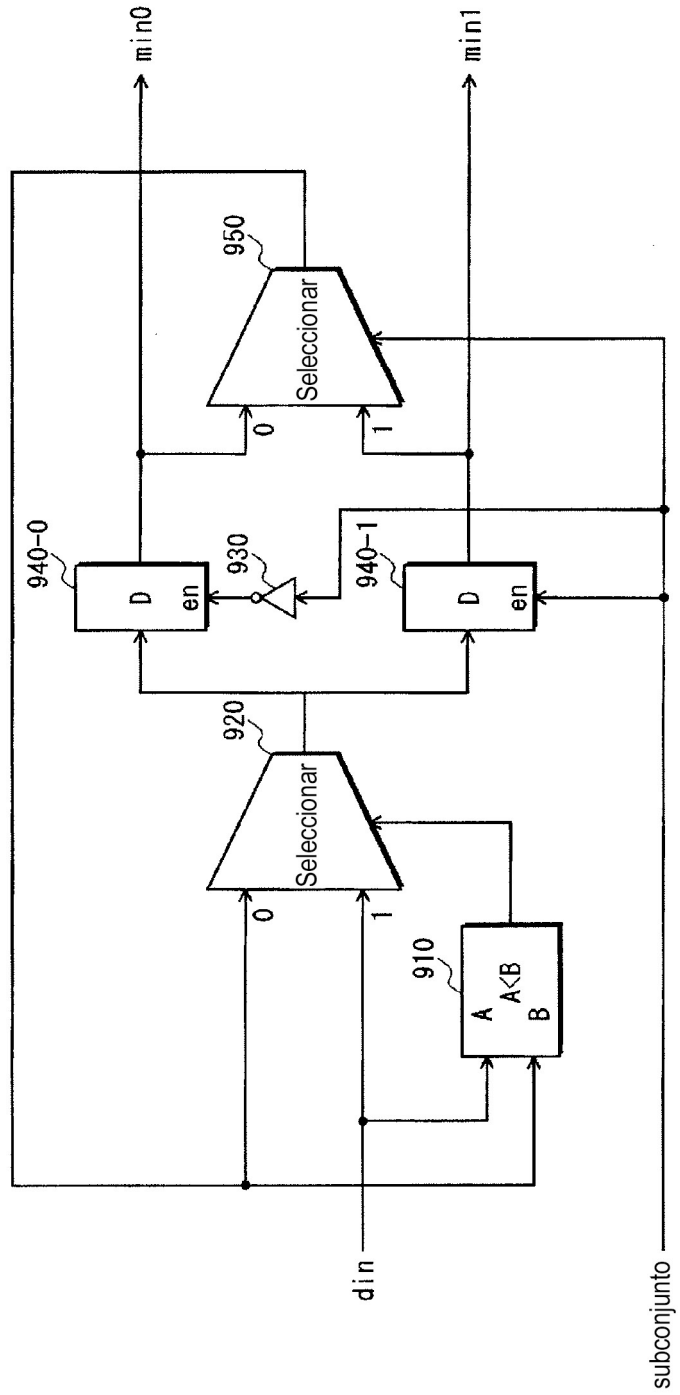 min0
min1
950
Seleccionar
0
1
940-0
D
en
930
940-1
D
en
920
Seleccionar
0
1
910
A
A<B
B
din
subconjunto